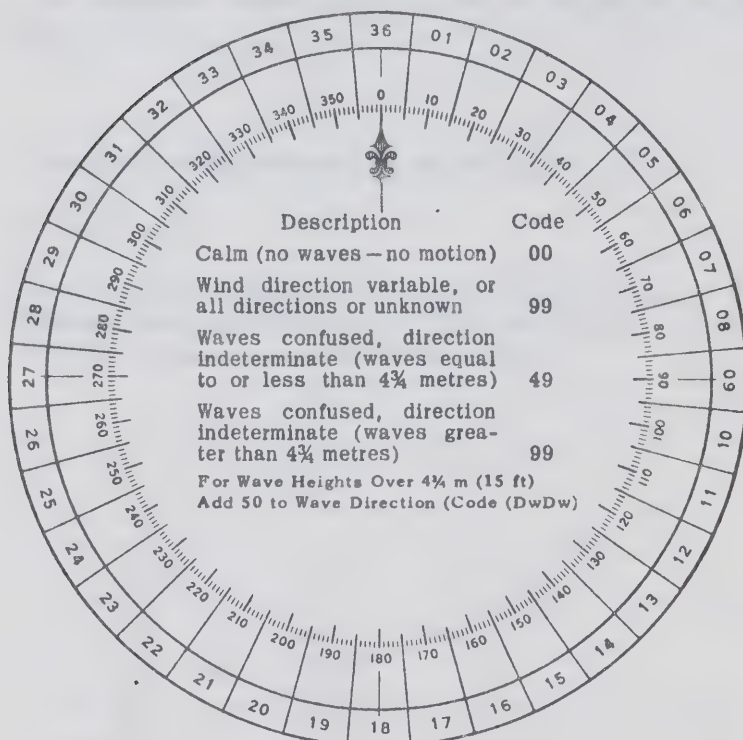 36 01 02 03 04 05 06 07 08 09 10 11 12 13 14 15 16 17 18 19 20 21 22 23 24 25 26 27 28 29 30 31 32 33 34 35
0 10 20 30 40 50 60 70 80 90 100 110 120 130 140 150 160 170 180 190 200 210 220 230 240 250 260 270 280 290 300 310 320 330 340 350
Description Code
Calm (no waves — no motion) 00
Wind direction variable, or
all directions or unknown 99
Waves confused, direction
indeterminate (waves equal
to or less than 4¾ metres) 49
Waves confused, direction
indeterminate (waves grea-
ter than 4¾ metres) 99
For Wave Heights Over 4¾ m (15 ft)
Add 50 to Wave Direction (Code (DwDw)